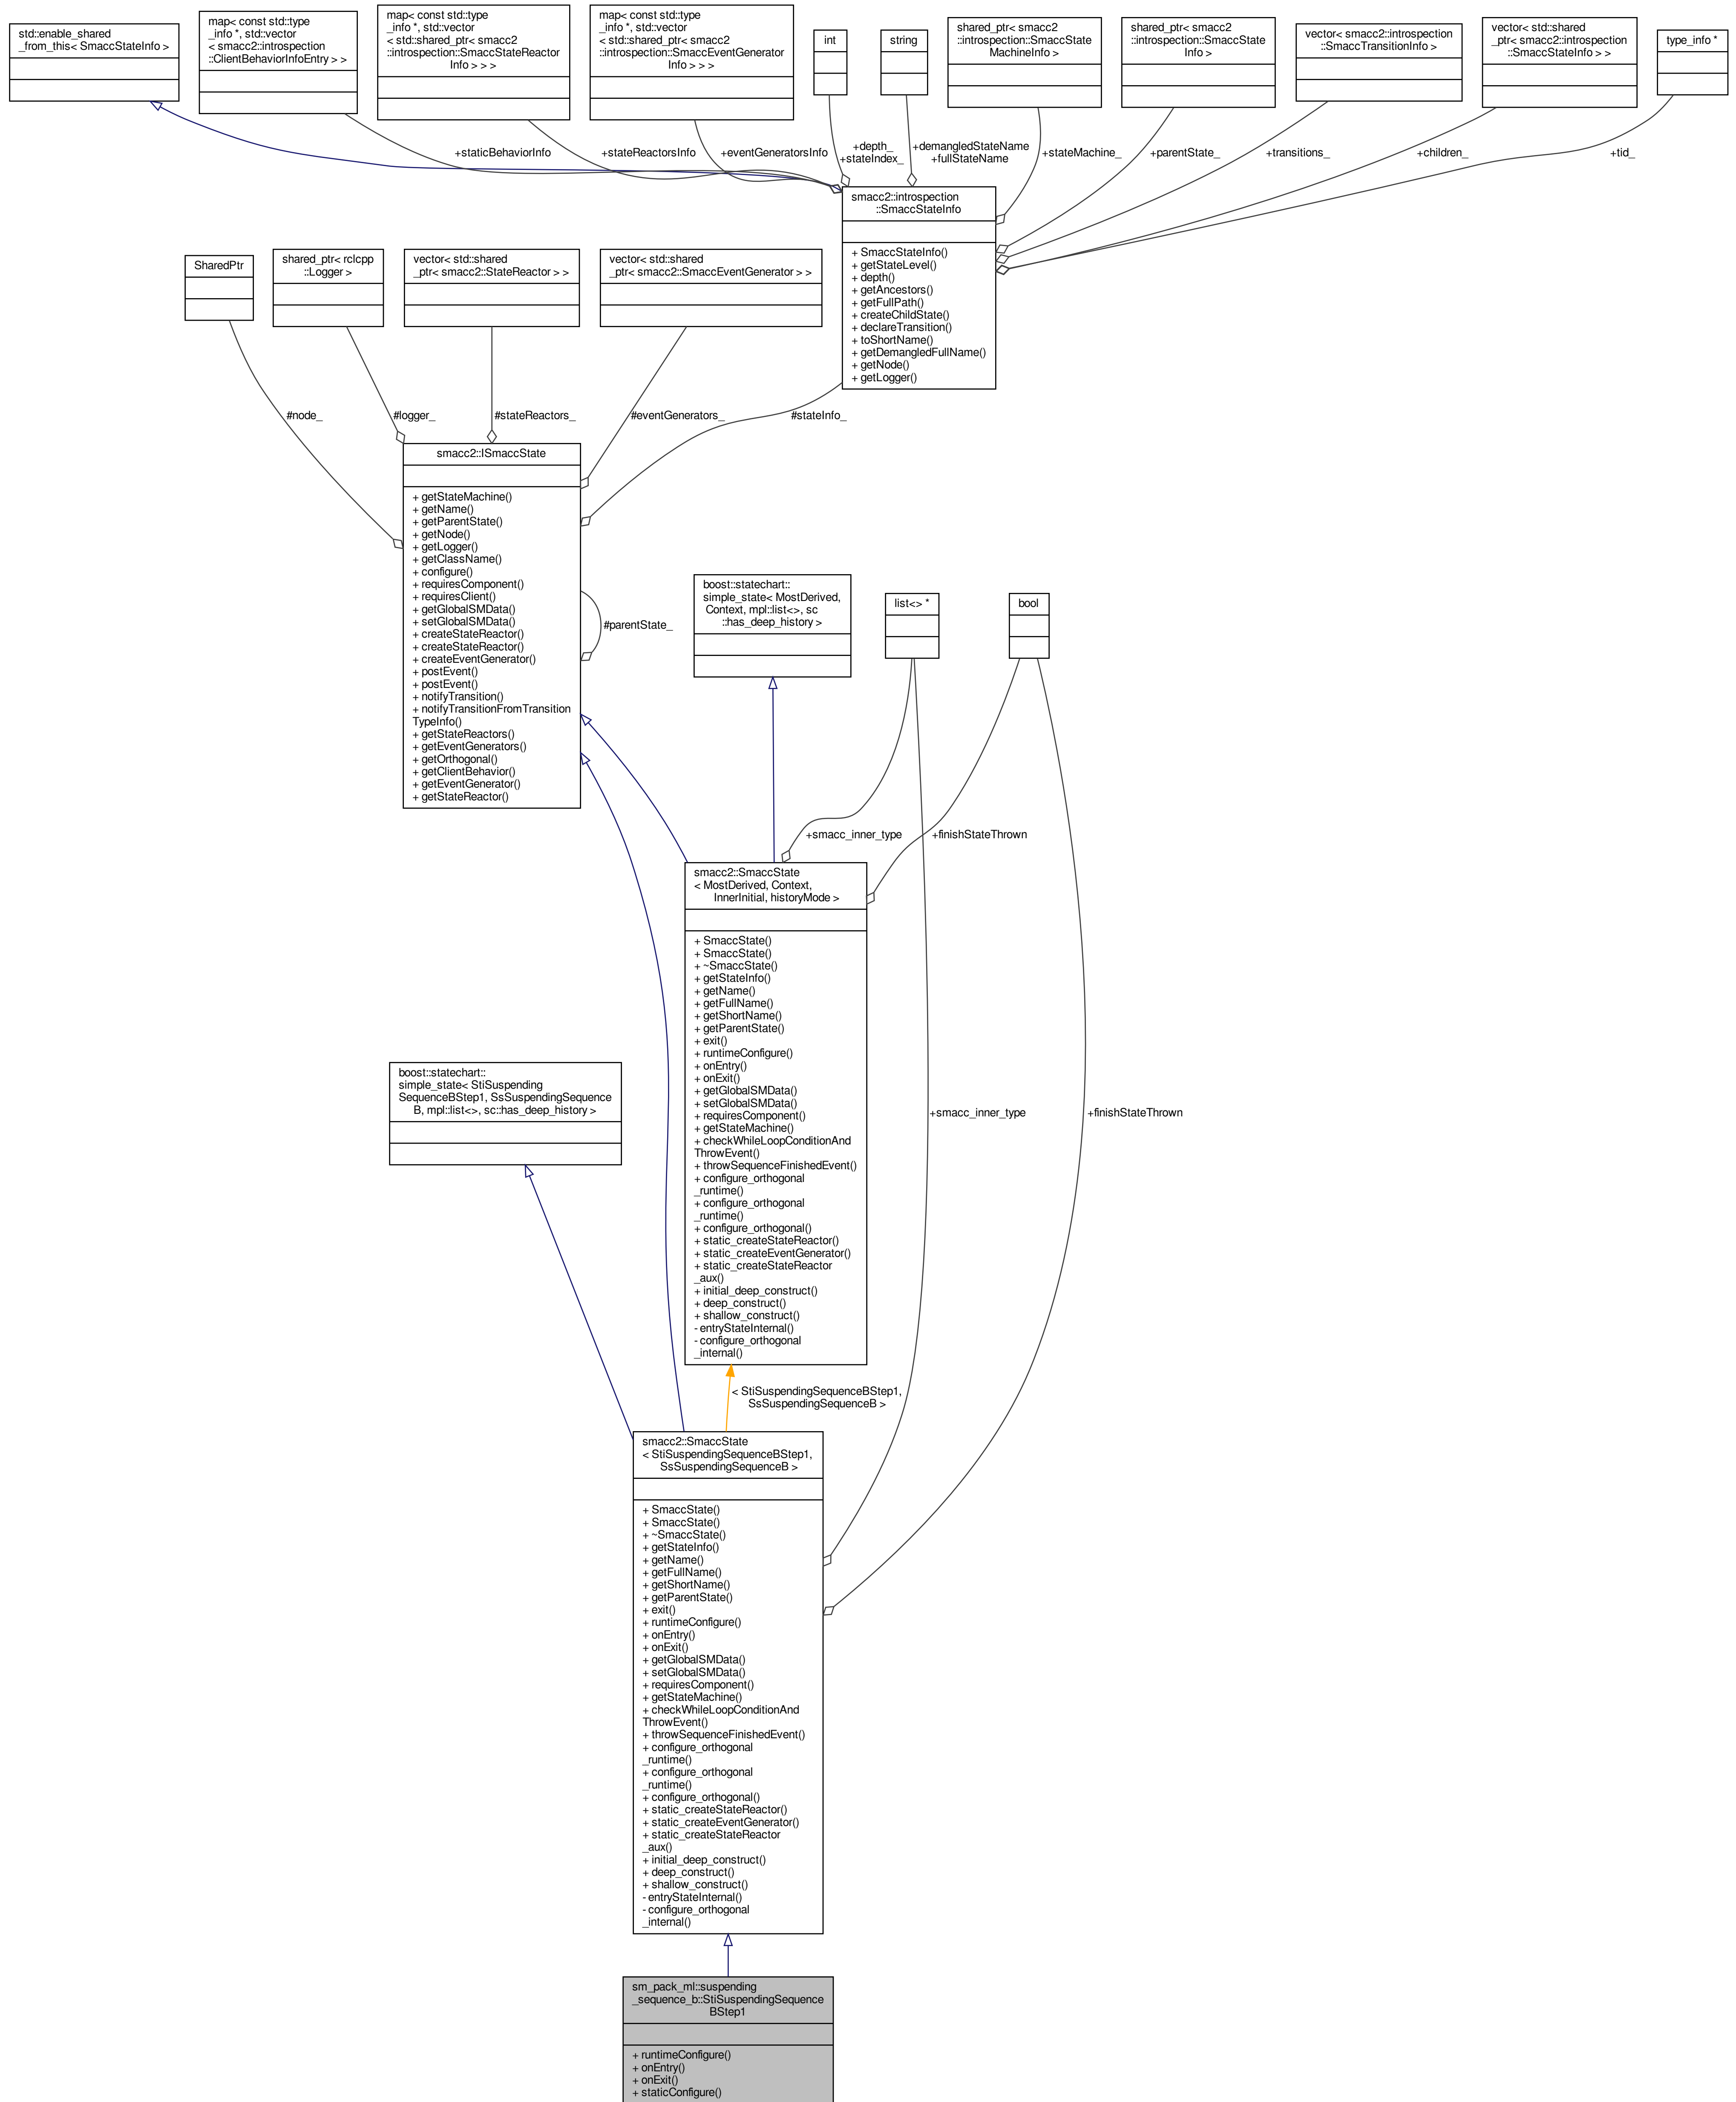 std::enable_shared
_from_this< SmaccStateInfo >
map< const std::type
_info *, std::vector
< smacc2::introspection
::ClientBehaviorInfoEntry > >
map< const std::type
_info *, std::vector
< std::shared_ptr< smacc2
::introspection::SmaccStateReactor
Info > > >
map< const std::type
_info *, std::vector
< std::shared_ptr< smacc2
::introspection::SmaccEventGenerator
Info > > >
int
string
shared_ptr< smacc2
::introspection::SmaccState
MachineInfo >
shared_ptr< smacc2
::introspection::SmaccState
Info >
vector< smacc2::introspection
::SmaccTransitionInfo >
vector< std::shared
_ptr< smacc2::introspection
::SmaccStateInfo > >
type_info *
+staticBehaviorInfo
+stateReactorsInfo
+eventGeneratorsInfo
+depth_
+stateIndex_
+demangledStateName
+fullStateName
+stateMachine_
+parentState_
+transitions_
+children_
+tid_
smacc2::introspection
::SmaccStateInfo
+ SmaccStateInfo()
+ getStateLevel()
+ depth()
+ getAncestors()
+ getFullPath()
+ createChildState()
+ declareTransition()
+ toShortName()
+ getDemangledFullName()
+ getNode()
+ getLogger()
SharedPtr
shared_ptr< rclcpp
::Logger >
vector< std::shared
_ptr< smacc2::StateReactor > >
vector< std::shared
_ptr< smacc2::SmaccEventGenerator > >
#node_
#logger_
#stateReactors_
#eventGenerators_
#stateInfo_
smacc2::ISmaccState
+ getStateMachine()
+ getName()
+ getParentState()
+ getNode()
+ getLogger()
+ getClassName()
+ configure()
+ requiresComponent()
+ requiresClient()
+ getGlobalSMData()
+ setGlobalSMData()
+ createStateReactor()
+ createStateReactor()
+ createEventGenerator()
+ postEvent()
+ postEvent()
+ notifyTransition()
+ notifyTransitionFromTransition
TypeInfo()
+ getStateReactors()
+ getEventGenerators()
+ getOrthogonal()
+ getClientBehavior()
+ getEventGenerator()
+ getStateReactor()
#parentState_
boost::statechart::
simple_state< MostDerived,
Context, mpl::list<>, sc
::has_deep_history >
list<> *
bool
+smacc_inner_type
+finishStateThrown
smacc2::SmaccState
< MostDerived, Context,
InnerInitial, historyMode >
+ SmaccState()
+ SmaccState()
+ ~SmaccState()
+ getStateInfo()
+ getName()
+ getFullName()
+ getShortName()
+ getParentState()
+ exit()
+ runtimeConfigure()
+ onEntry()
+ onExit()
+ getGlobalSMData()
+ setGlobalSMData()
+ requiresComponent()
+ getStateMachine()
+ checkWhileLoopConditionAnd
ThrowEvent()
+ throwSequenceFinishedEvent()
+ configure_orthogonal
_runtime()
+ configure_orthogonal
_runtime()
+ configure_orthogonal()
+ static_createStateReactor()
+ static_createEventGenerator()
+ static_createStateReactor
_aux()
+ initial_deep_construct()
+ deep_construct()
+ shallow_construct()
- entryStateInternal()
- configure_orthogonal
_internal()
boost::statechart::
simple_state< StiSuspending
SequenceBStep1, SsSuspendingSequence
B, mpl::list<>, sc::has_deep_history >
+smacc_inner_type
+finishStateThrown
< StiSuspendingSequenceBStep1,
SsSuspendingSequenceB >
smacc2::SmaccState
< StiSuspendingSequenceBStep1,
SsSuspendingSequenceB >
+ SmaccState()
+ SmaccState()
+ ~SmaccState()
+ getStateInfo()
+ getName()
+ getFullName()
+ getShortName()
+ getParentState()
+ exit()
+ runtimeConfigure()
+ onEntry()
+ onExit()
+ getGlobalSMData()
+ setGlobalSMData()
+ requiresComponent()
+ getStateMachine()
+ checkWhileLoopConditionAnd
ThrowEvent()
+ throwSequenceFinishedEvent()
+ configure_orthogonal
_runtime()
+ configure_orthogonal
_runtime()
+ configure_orthogonal()
+ static_createStateReactor()
+ static_createEventGenerator()
+ static_createStateReactor
_aux()
+ initial_deep_construct()
+ deep_construct()
+ shallow_construct()
- entryStateInternal()
- configure_orthogonal
_internal()
sm_pack_ml::suspending
_sequence_b::StiSuspendingSequence
BStep1
+ runtimeConfigure()
+ onEntry()
+ onExit()
+ staticConfigure()